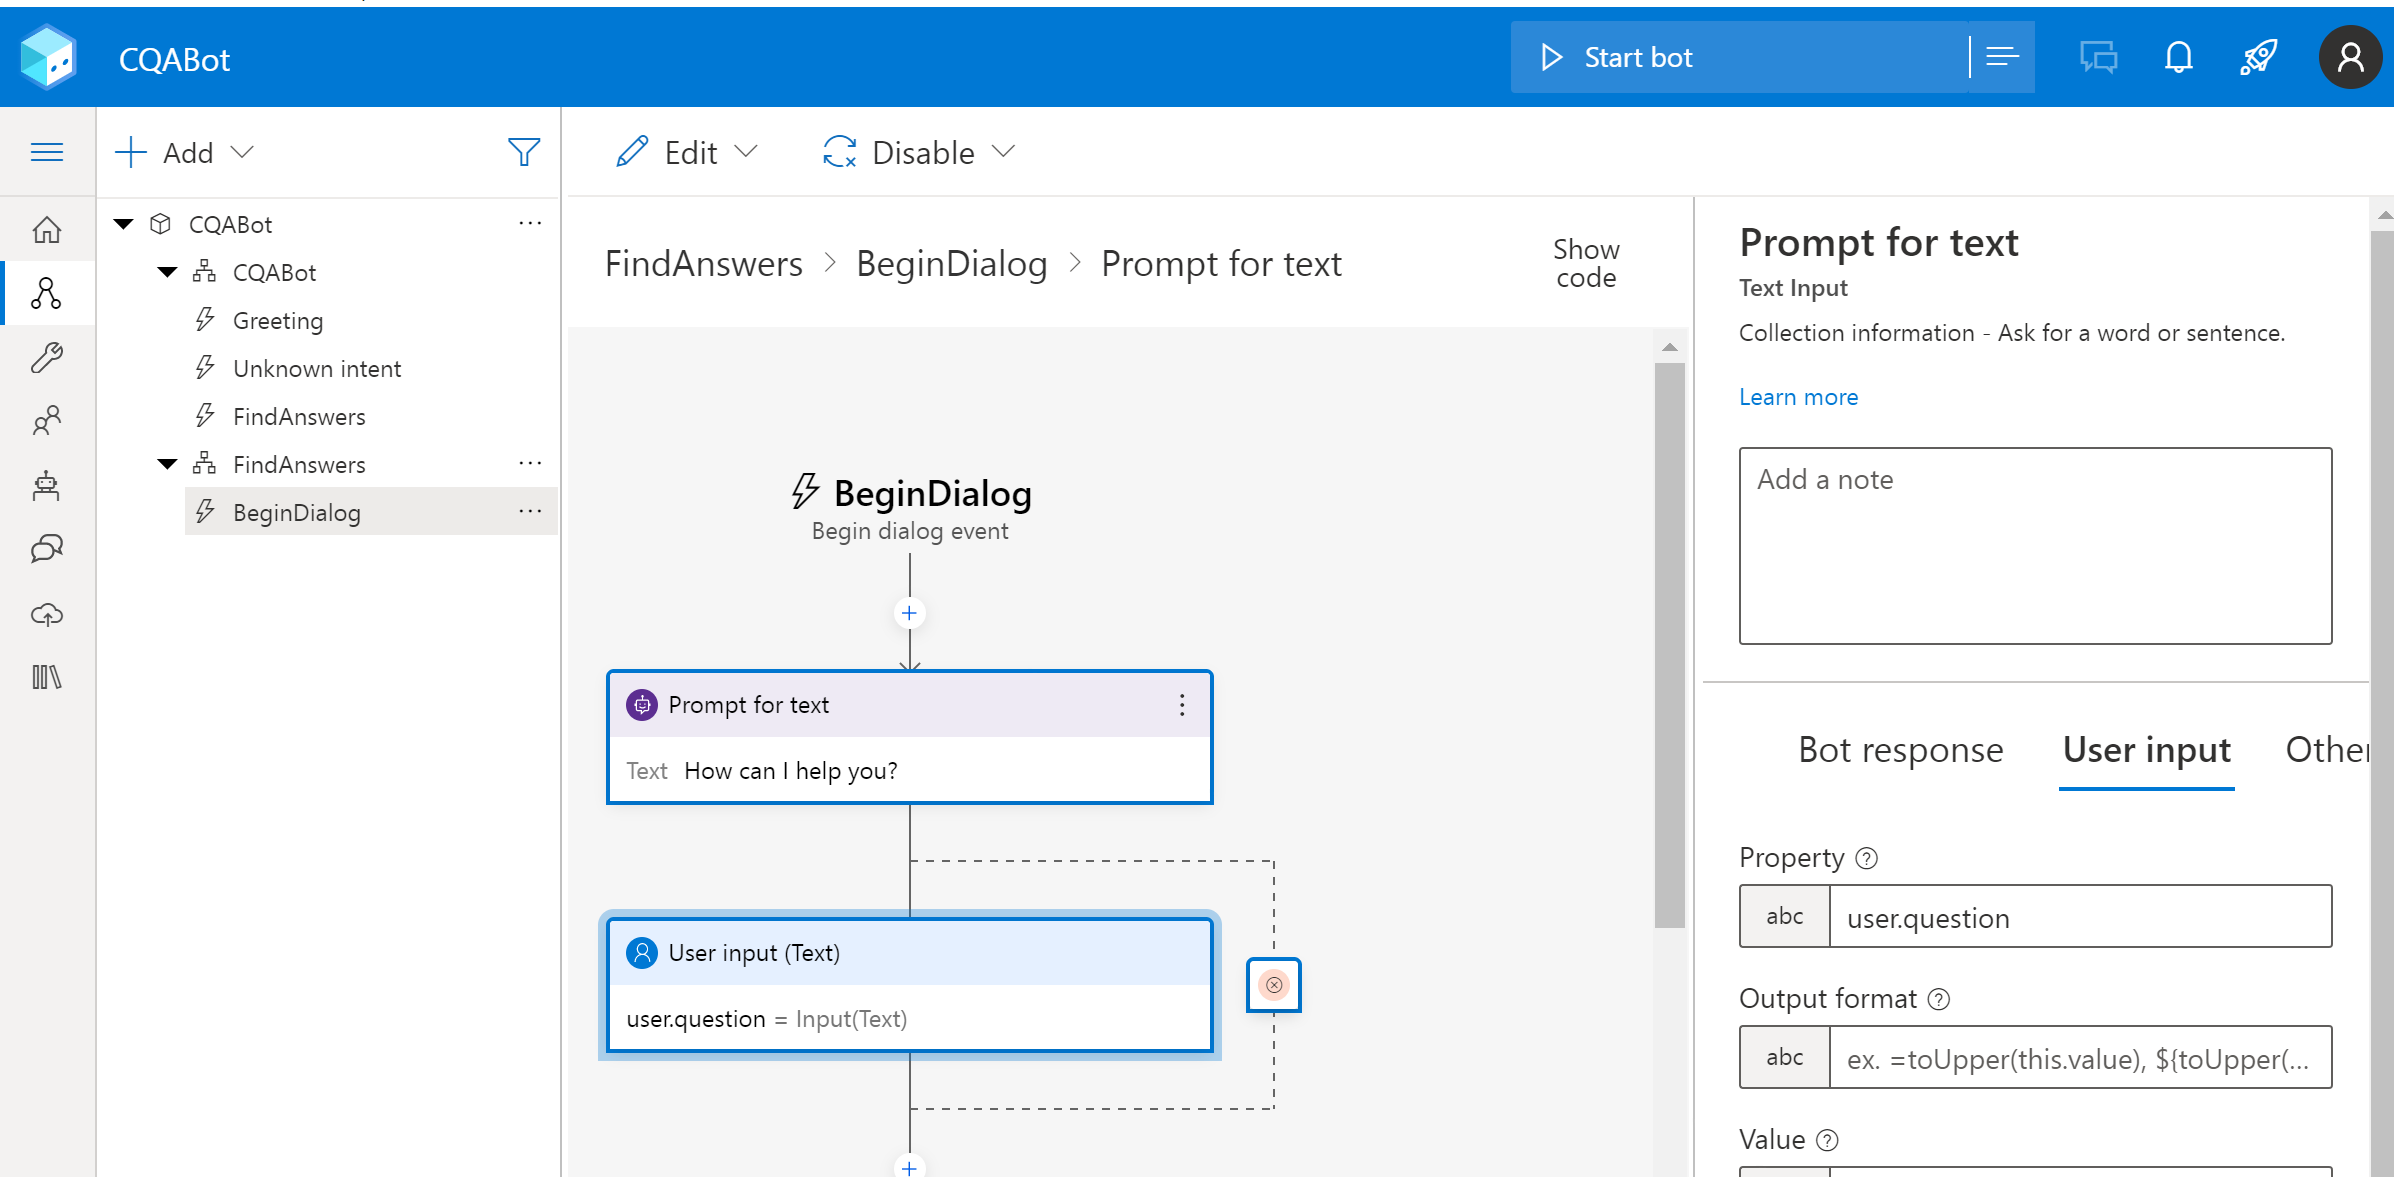 CQABot
Start bot
Add
Edit
Disable
CQABot
CQABot
Greeting
Unknown intent
FindAnswers
FindAnswers
BeginDialog
FindAnswers > BeginDialog > Prompt for text
Show
code
BeginDialog
Begin dialog event
Prompt for text
Text How can I help you?
User input (Text)
user.question = Input(Text)
Prompt for text
Text Input
Collection information - Ask for a word or sentence.
Learn more
Add a note
Bot response User input Other
Property
abc user.question
Output format
abc ex. =toUpper(this.value), ${toUpper(...
Value